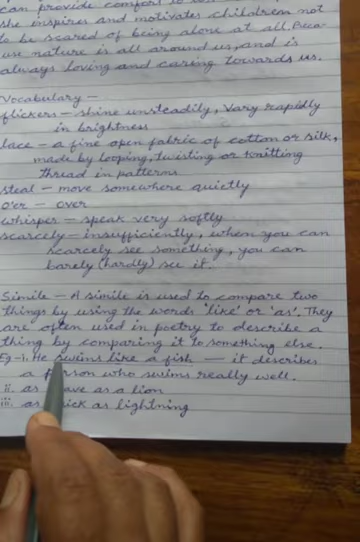 can provide comfort to
she inspires and motivates children not
to be scared of being alone at all. Beca-
use nature is all around us, and is
always loving and caring towards us.
Vocabulary —
flickers — shine unsteadily, vary rapidly
in brightness
lace — a fine open fabric of cotton or silk,
made by looping, twisting or knitting
thread in patterns
steal — move somewhere quietly
o'er — over
whisper — speak very softly
scarcely — insufficiently, when you can
scarcely see something, you can
barely (hardly) see it.
Simile — A simile is used to compare two
things by using the words 'like' or 'as'. They
are often used in poetry to describe a
thing by comparing it to something else.
Eg - i. He swims like a fish — it describes
a person who swims really well.
ii. as brave as a lion
iii. as quick as lightning